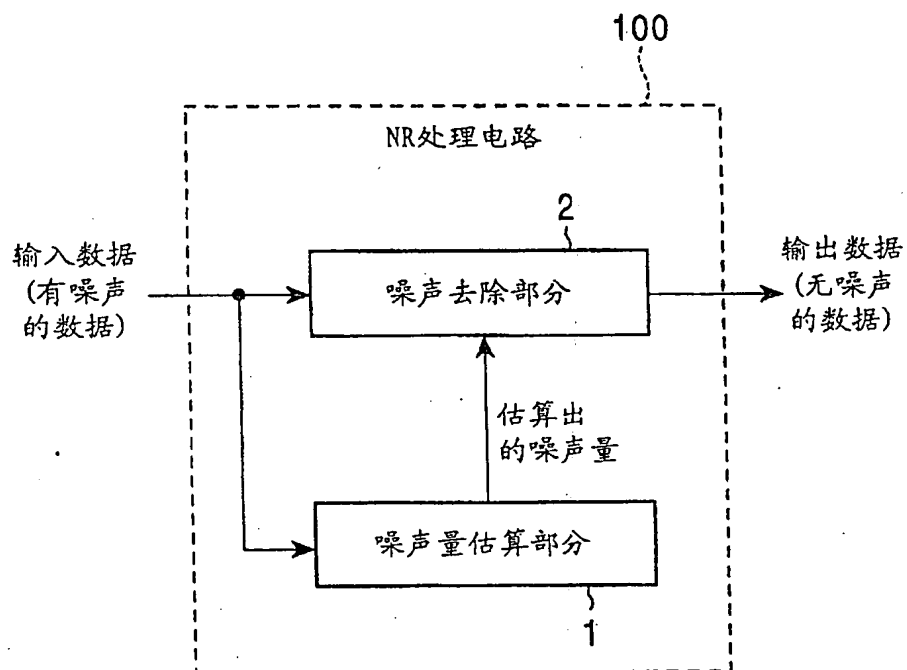 100
NR处理电路
2
输入数据
(有噪声
的数据)
噪声去除部分
输出数据
(无噪声
的数据)
估算出
的噪声量
噪声量估算部分
1